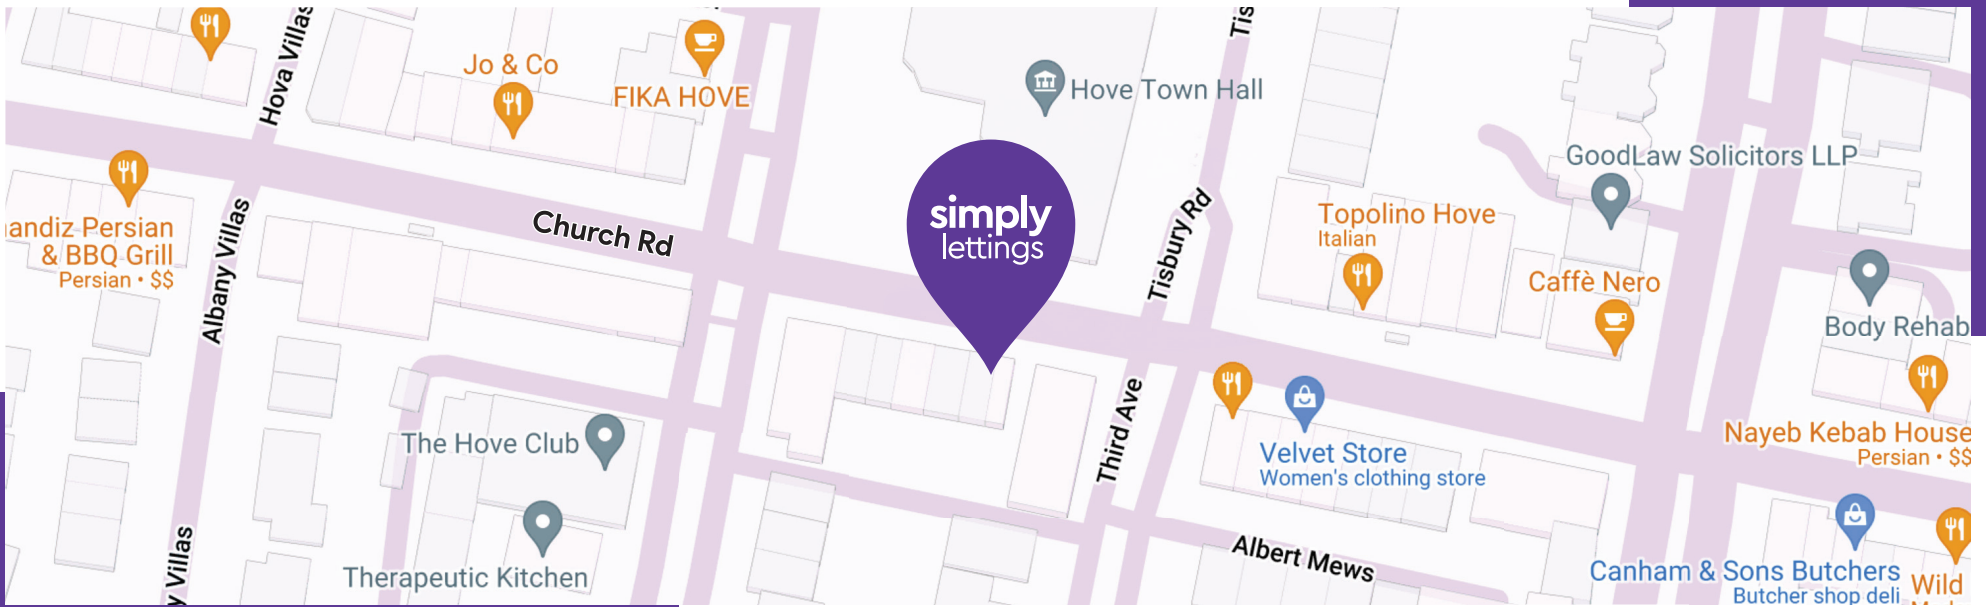 Hova Villas
Jo & Co
FIKA HOVE
Hove Town Hall
Tis
GoodLaw Solicitors LLP
andiz Persian
& BBQ Grill
Persian • $$
Albany Villas
Church Rd
simply
lettings
Tisbury Rd
Topolino Hove
Italian
Caffè Nero
Body Rehab
The Hove Club
Third Ave
Velvet Store
Women's clothing store
Nayeb Kebab House
Persian • $$
Therapeutic Kitchen
y Villas
Albert Mews
Canham & Sons Butchers
Butcher shop deli
Wild